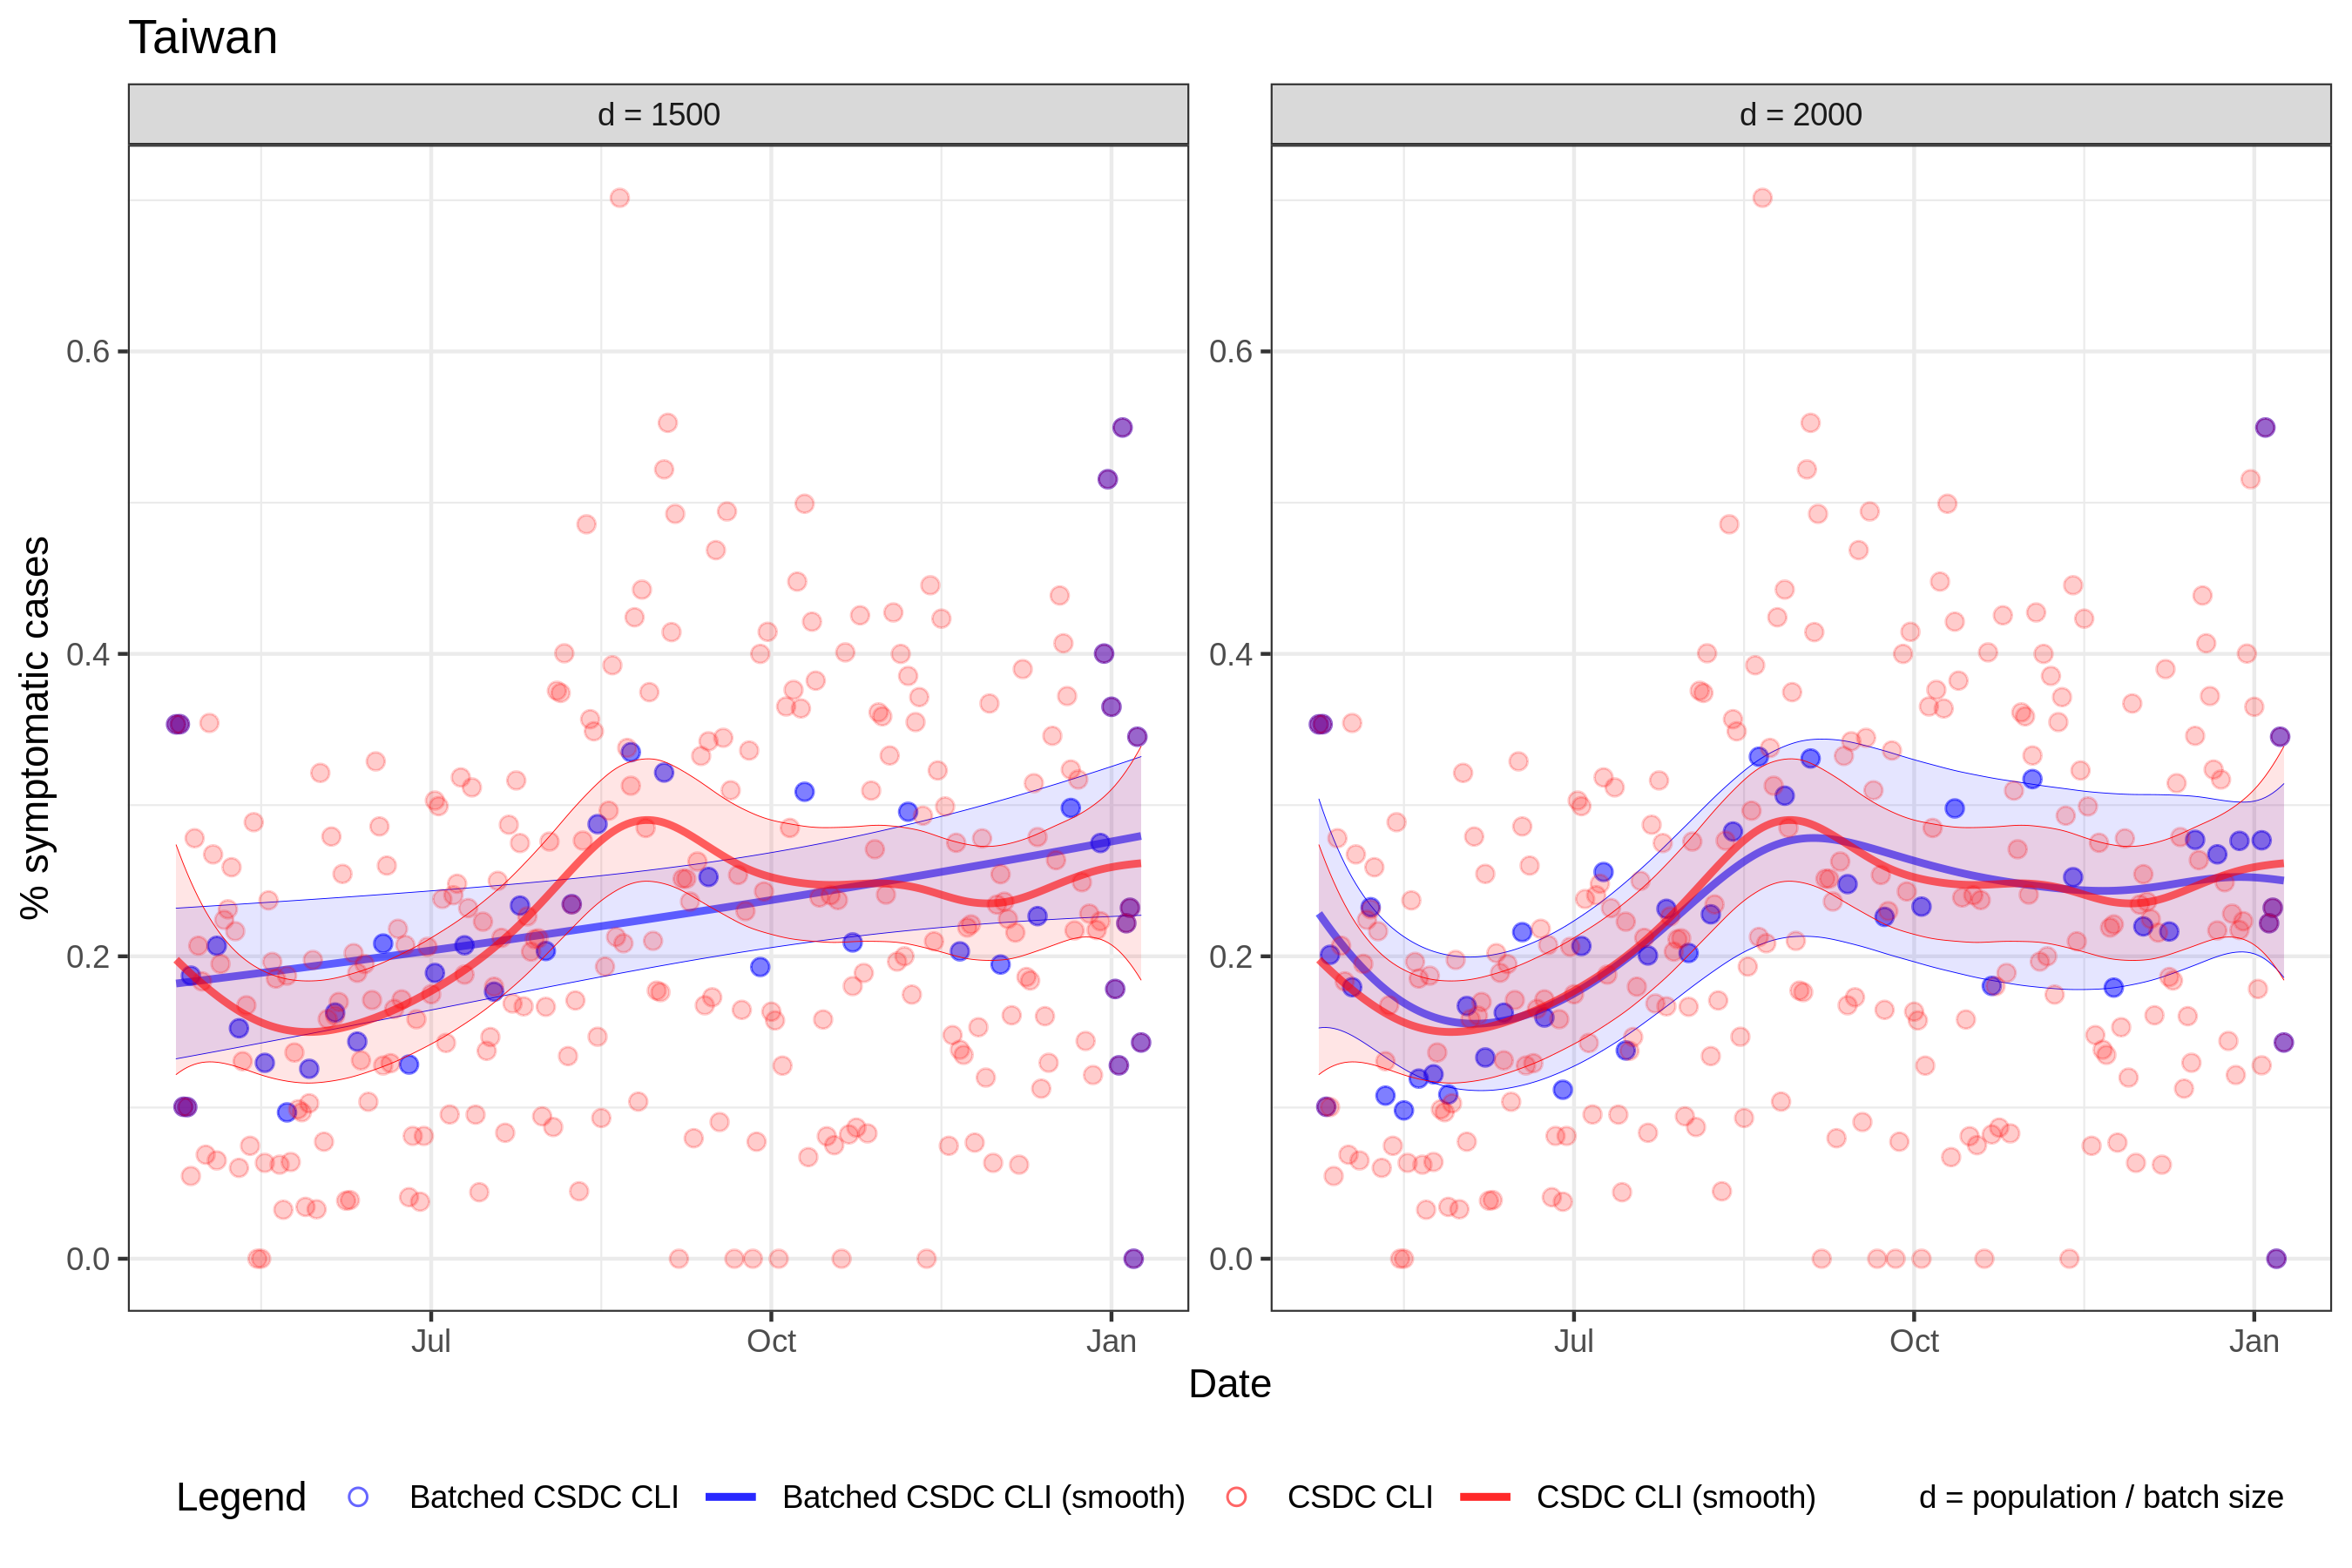 Taiwan
d = 1500
d = 2000
% symptomatic cases
0.6
0.4
0.2
0.0
0.6
0.4
0.2
0.0
Jul Oct Jan
Jul Oct Jan
Date
Legend Batched CSDC CLI Batched CSDC CLI (smooth) CSDC CLI CSDC CLI (smooth) d = population / batch size